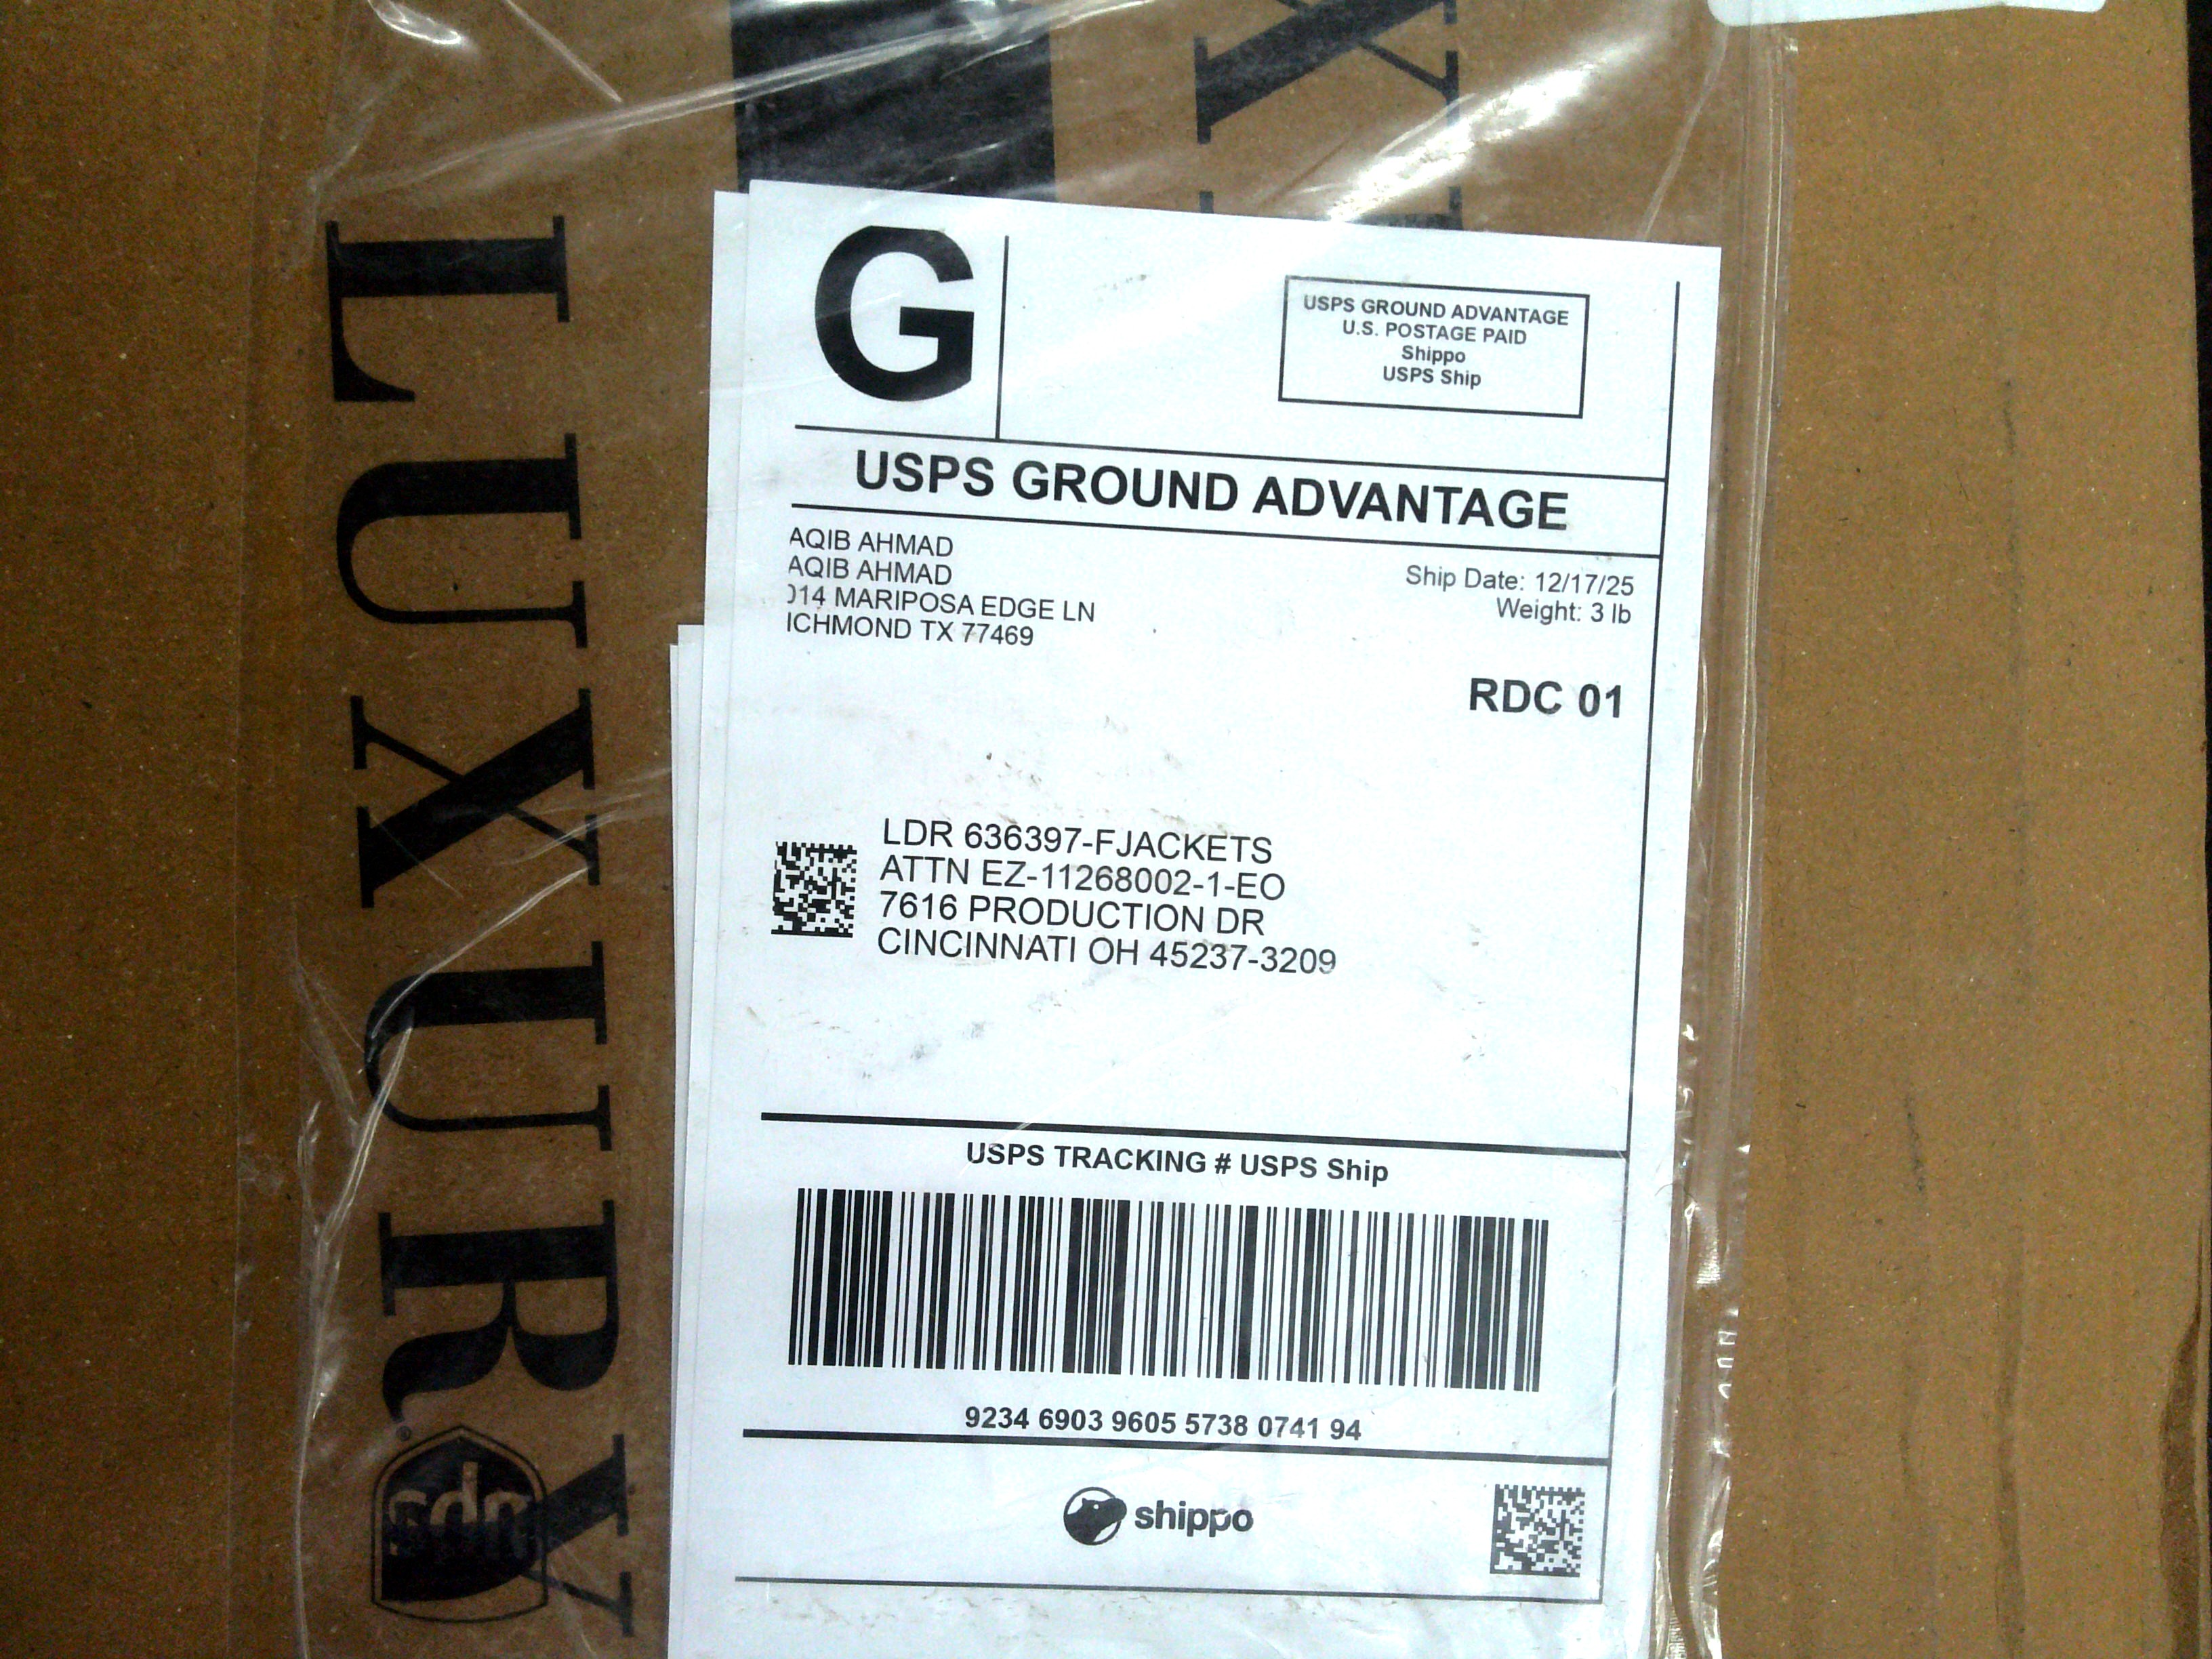 LUXURY
G
USPS GROUND ADVANTAGE
U.S. POSTAGE PAID
Shippo
USPS Ship
USPS GROUND ADVANTAGE
AQIB AHMAD
AQIB AHMAD
014 MARIPOSA EDGE LN
ICHMOND TX 77469
Ship Date: 12/17/25
Weight: 3 lb
RDC 01
LDR 636397-FJACKETS
ATTN EZ-11268002-1-EO
7616 PRODUCTION DR
CINCINNATI OH 45237-3209
USPS TRACKING # USPS Ship
9234 6903 9605 5738 0741 94
shippo